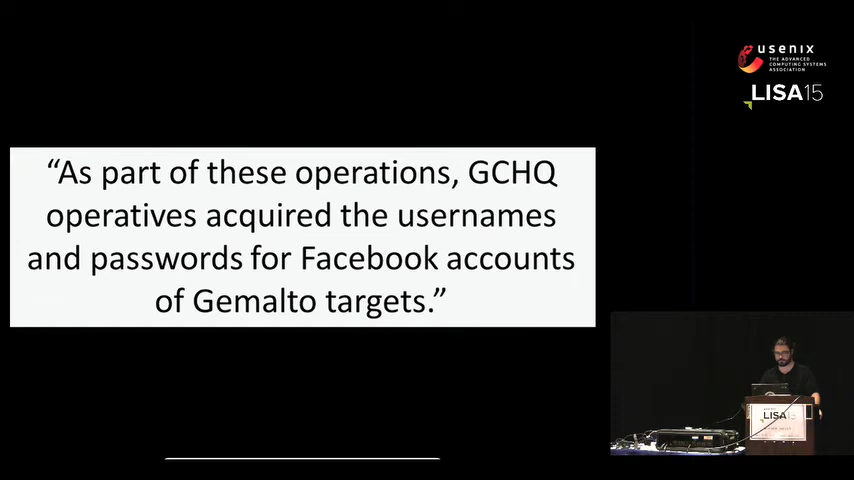 usenix
THE ADVANCED
COMPUTING SYSTEMS
ASSOCIATION
LISA15
“As part of these operations, GCHQ
operatives acquired the usernames
and passwords for Facebook accounts
of Gemalto targets.”
LISA15